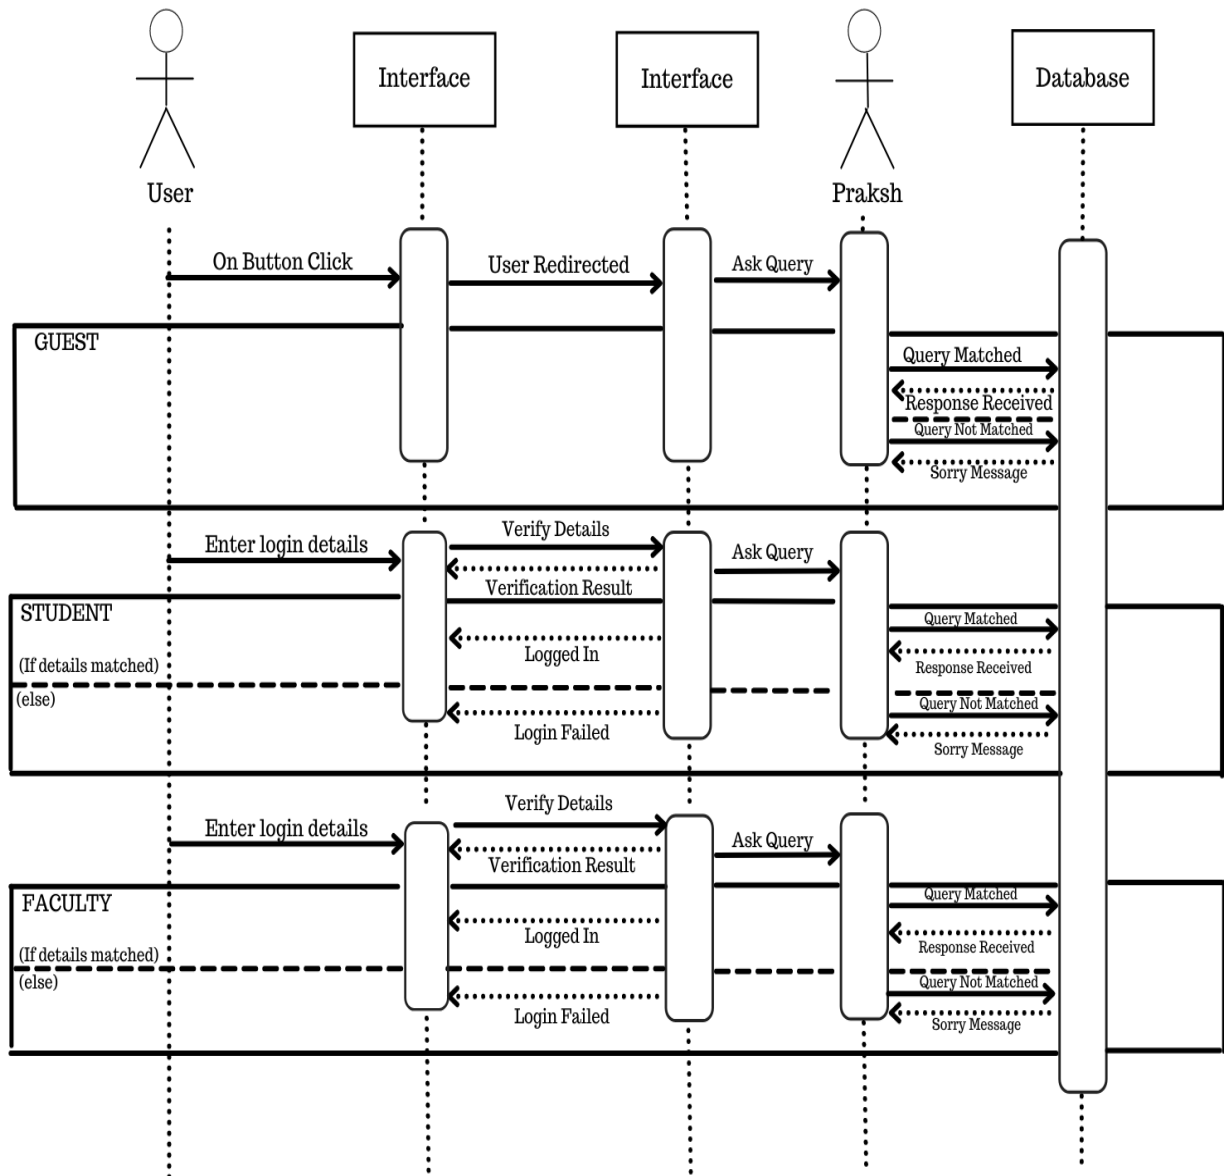 Interface
Interface
Database
User
Praksh
On Button Click
User Redirected
Ask Query
GUEST
Query Matched
Response Received
Query Not Matched
Sorry Message
Enter login details
Verify Details
Ask Query
Verification Result
STUDENT
Query Matched
Logged In
(If details matched)
Response Received
(else)
Query Not Matched
Login Failed
Sorry Message
Enter login details
Verify Details
Ask Query
Verification Result
FACULTY
Query Matched
Logged In
Response Received
(If details matched)
(else)
Query Not Matched
Login Failed
Sorry Message